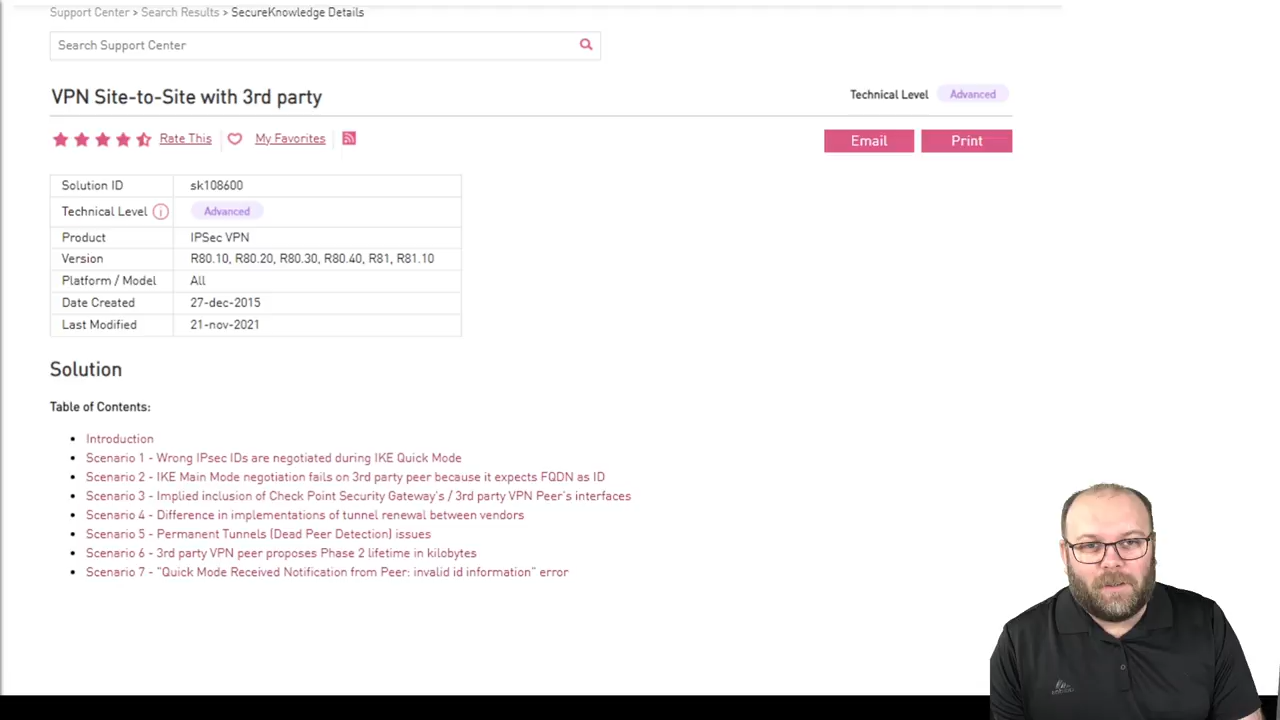 Support Center > Search Results > SecureKnowledge Details
Search Support Center
VPN Site-to-Site with 3rd party
Technical Level Advanced
Rate This My Favorites
Email Print
Solution ID sk108600
Technical Level Advanced
Product IPSec VPN
Version R80.10, R80.20, R80.30, R80.40, R81, R81.10
Platform / Model All
Date Created 27-dec-2015
Last Modified 21-nov-2021
Solution
Table of Contents:
Introduction
Scenario 1 - Wrong IPsec IDs are negotiated during IKE Quick Mode
Scenario 2 - IKE Main Mode negotiation fails on 3rd party peer because it expects FQDN as ID
Scenario 3 - Implied inclusion of Check Point Security Gateway's / 3rd party VPN Peer's interfaces
Scenario 4 - Difference in implementations of tunnel renewal between vendors
Scenario 5 - Permanent Tunnels (Dead Peer Detection) issues
Scenario 6 - 3rd party VPN peer proposes Phase 2 lifetime in kilobytes
Scenario 7 - "Quick Mode Received Notification from Peer: invalid id information" error